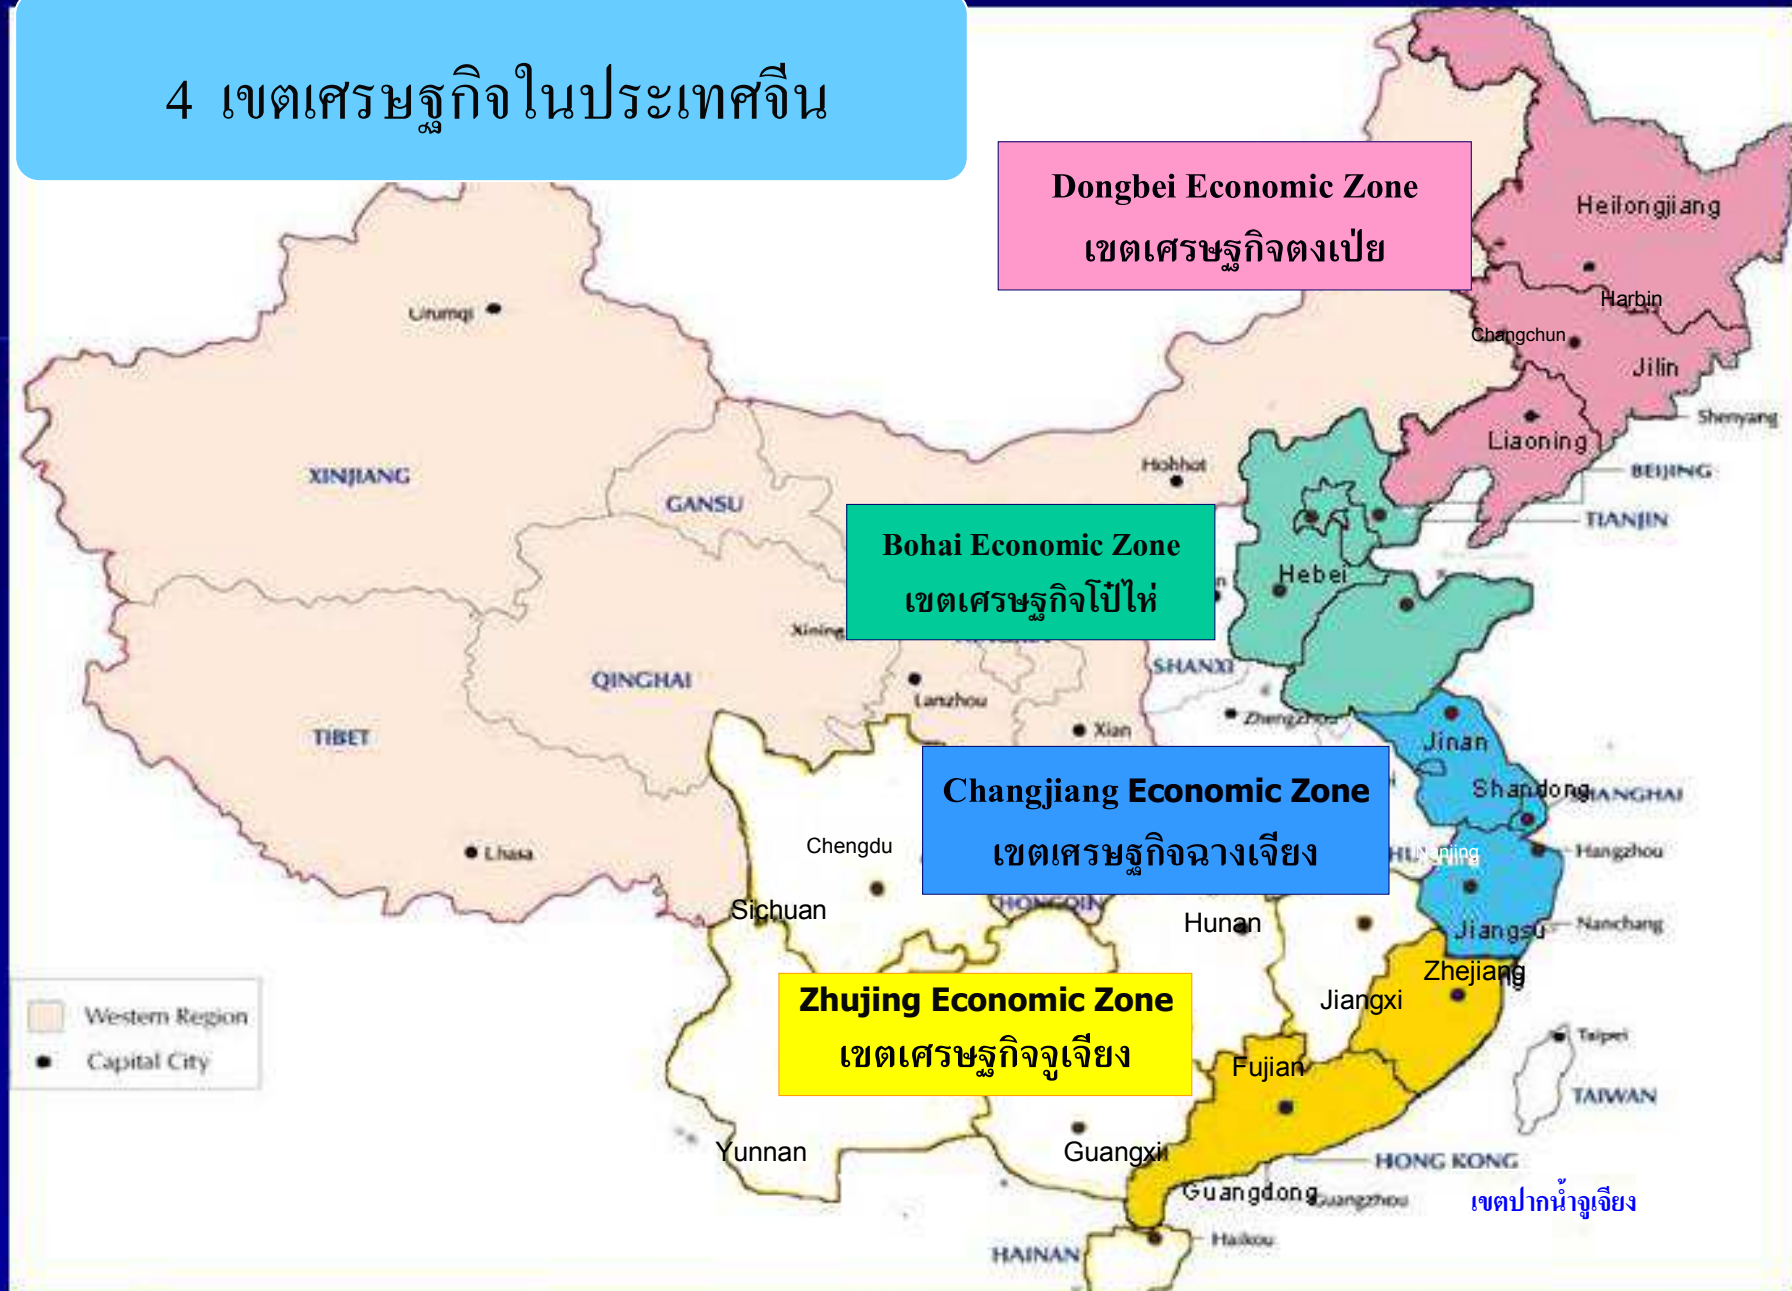 4 เขตเศรษฐกิจในประเทศจีน
Dongbei Economic Zone
เขตเศรษฐกิจตงเป่ย
Heilongjiang
Harbin
Changchun
Jilin
Urumqi
Shenyang
Liaoning
Hohhot
BEIJING
XINJIANG
GANSU
TIANJIN
Bohai Economic Zone
เขตเศรษฐกิจโป๋ไห่
Hebei
Xining
SHANXI
QINGHAI
Lanzhou
Zhengzhou
Xian
TIBET
Jinan
Changjiang Economic Zone
เขตเศรษฐกิจฉางเจียง
Shandong
SHANGHAI
Chengdu
Lhasa
Nanjing
Hangzhou
Sichuan
Hunan
Jiangsu
Nanchang
Zhejiang
Zhujing Economic Zone
เขตเศรษฐกิจจูเจียง
Jiangxi
Western Region
Capital City
Taipei
Fujian
TAIWAN
Yunnan
Guangxi
HONG KONG
Guangdong
Guangzhou
เขตปากน้ำจูเจียง
HAINAN
Haikou